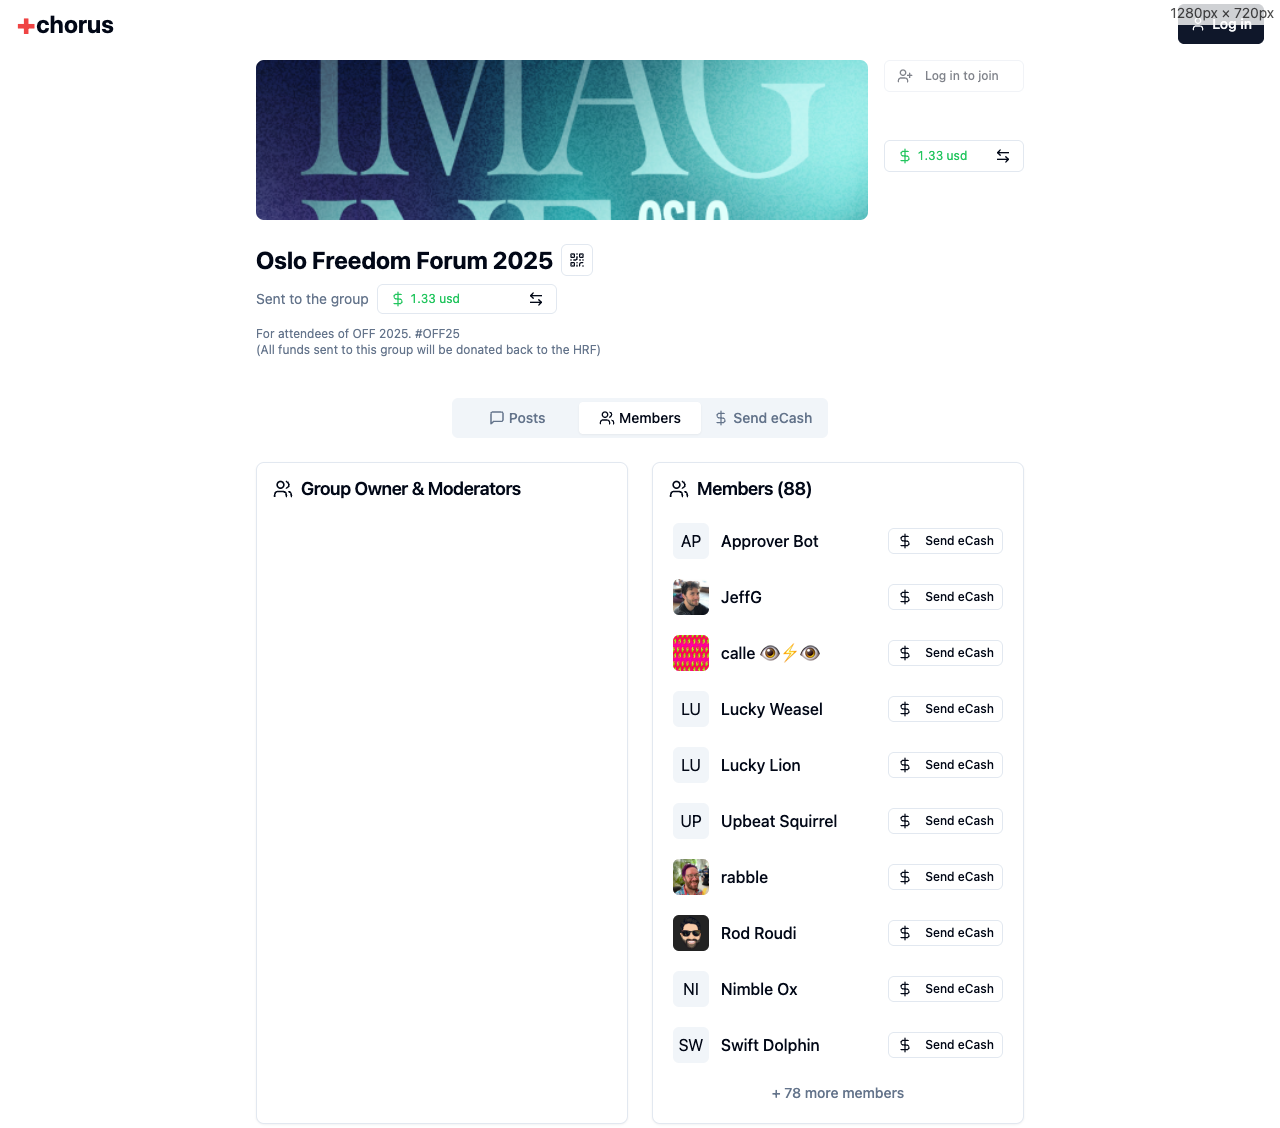 +chorus
1280px × 720px
Log in
IMAG
INE OSLO
Log in to join
1.33 usd
Oslo Freedom Forum 2025
Sent to the group
1.33 usd
For attendees of OFF 2025. #OFF25
(All funds sent to this group will be donated back to the HRF)
Posts
Members
Send eCash
Group Owner & Moderators
Members (88)
AP Approver Bot Send eCash
JeffG Send eCash
calle 👁️⚡👁️ Send eCash
LU Lucky Weasel Send eCash
LU Lucky Lion Send eCash
UP Upbeat Squirrel Send eCash
rabble Send eCash
Rod Roudi Send eCash
NI Nimble Ox Send eCash
SW Swift Dolphin Send eCash
+ 78 more members